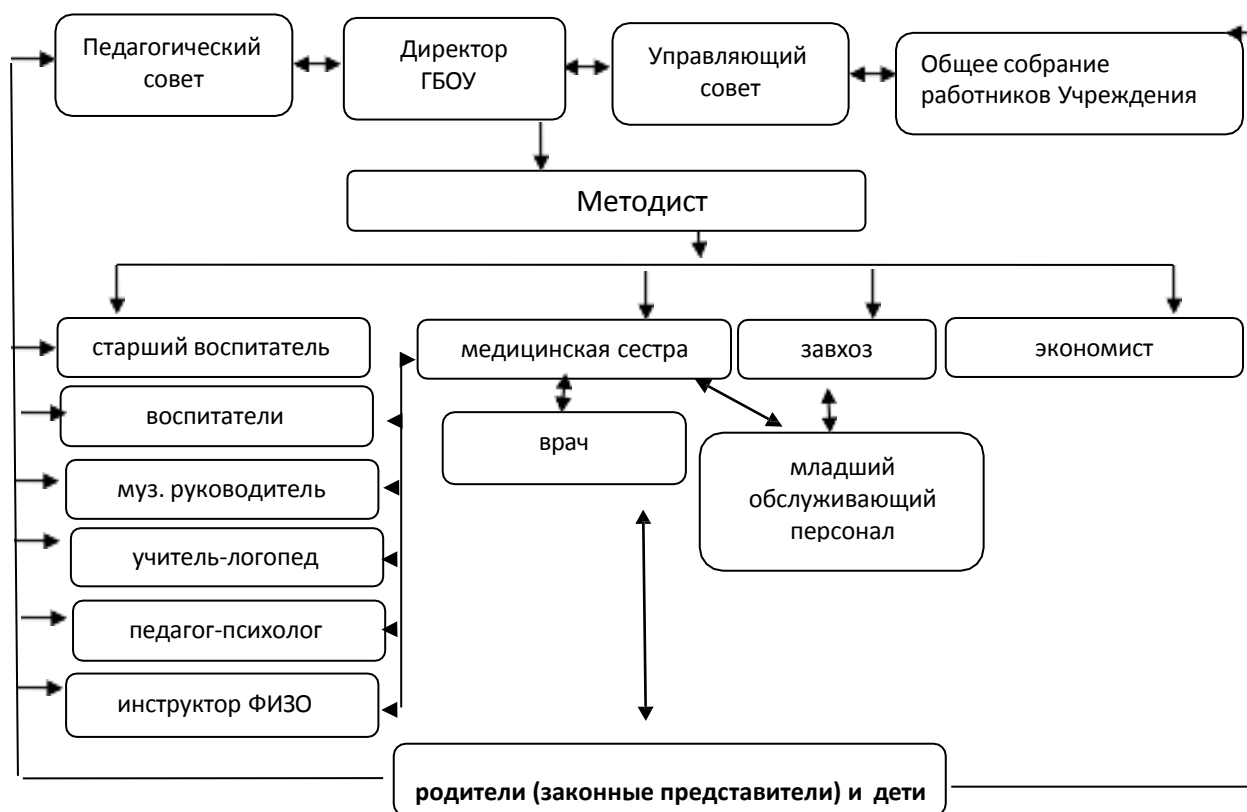 Педагогический
совет
Директор
ГБОУ
Управляющий
совет
Общее собрание
работников Учреждения
Методист
старший воспитатель
медицинская сестра
завхоз
экономист
воспитатели
врач
муз. руководитель
младший
обслуживающий
персонал
учитель-логопед
педагог-психолог
инструктор ФИЗО
родители (законные представители) и дети